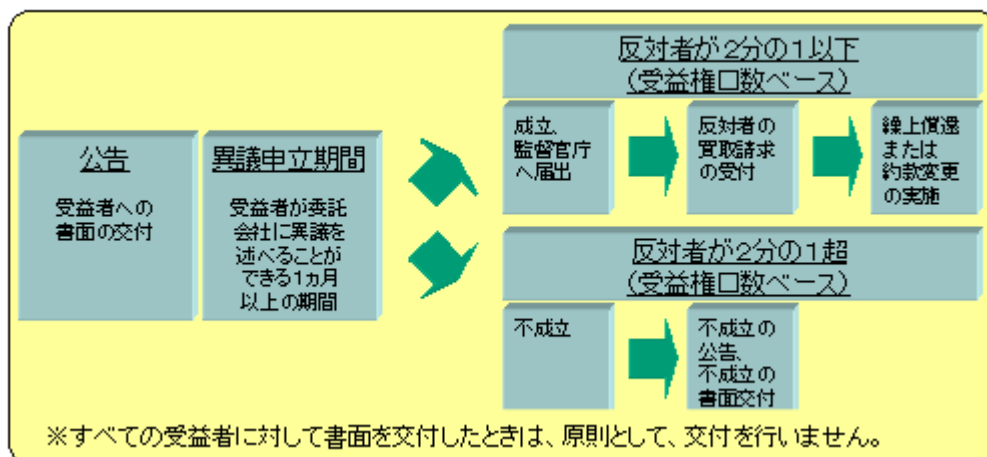 公告
受益者への
書面の交付
異議申立期間
受益者が委託
会社に異議を
述べることが
できる1ヵ月
以上の期間
反対者が2分の1以下
(受益権口数ベース)
成立、
監督官庁
へ届出
反対者の
買取請求
の受付
繰上償還
または
約款変更
の実施
反対者が2分の1超
(受益権口数ベース)
不成立
不成立の
公告、
不成立の
書面交付
※すべての受益者に対して書面を交付したときは、原則として、交付を行いません。